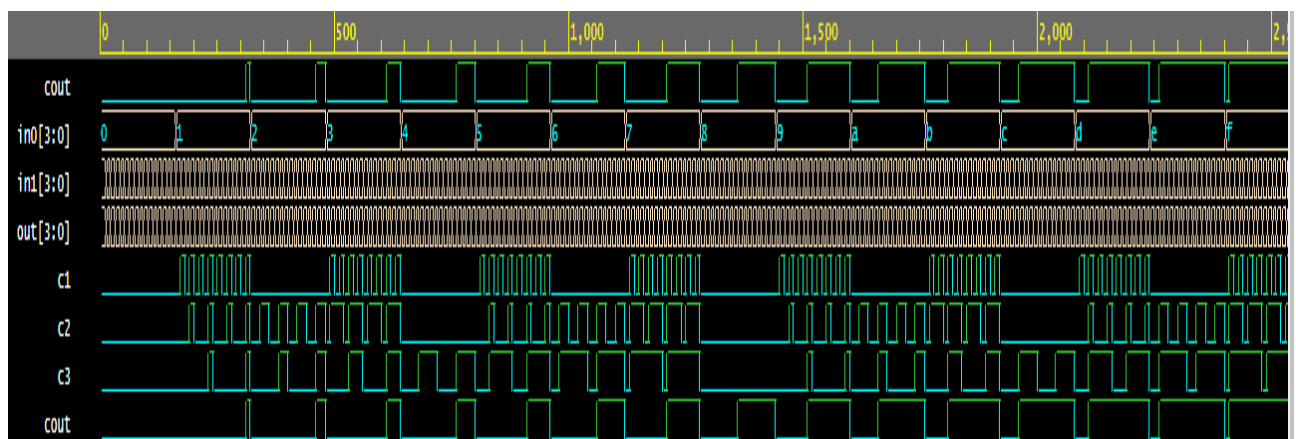 0 500 1,000 1,500 2,000 2,
cout
in0[3:0] 0 1 2 3 4 5 6 7 8 9 a b c d e f
in1[3:0]
out[3:0]
c1
c2
c3
cout